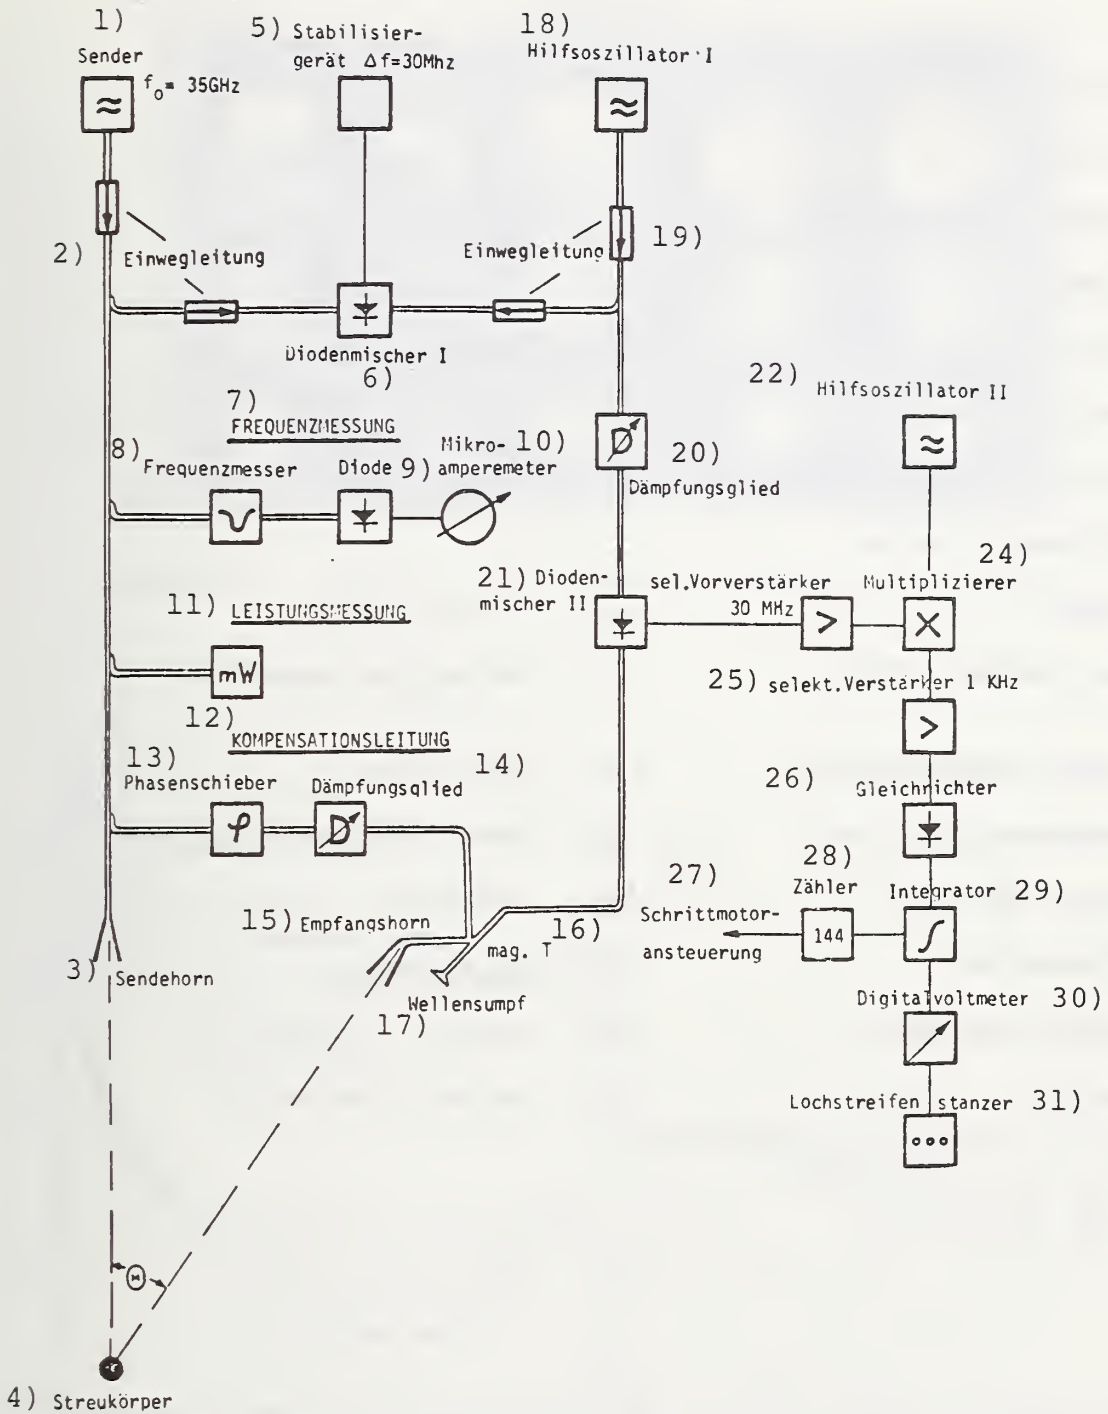 1)
Sender
f₀= 35GHz
5) Stabilisier-
gerät Δf=30Mhz
18)
Hilfsoszillator I
2)
Einwegleitung
Einwegleitung
19)
Diodenmischer I
6)
7)
FREQUENZMESSUNG
8) Frequenzmesser
Diode 9)
Mikro- 10)
amperemeter
20)
Dämpfungsglied
22)
Hilfsoszillator II
11) LEISTUNGSMESSUNG
mW
21) Dioden-
mischer II
sel.Vorverstärker
30 MHz
24)
Multiplizierer
25) selekt.Verstärker 1 KHz
12)
KOMPENSATIONSLEITUNG
13)
Phasenschieber
Dämpfungsglied
14)
φ
D
D
26)
Gleichrichter
15) Empfangshorn
16)
mag. T
Wellensumpf
17)
3) Sendehorn
27)
Schrittmotor-
ansteuerung
28)
Zähler
144
Integrator 29)
∫
Digitalvoltmeter 30)
Lochstreifen stanzer 31)
Θ
4) Streukörper